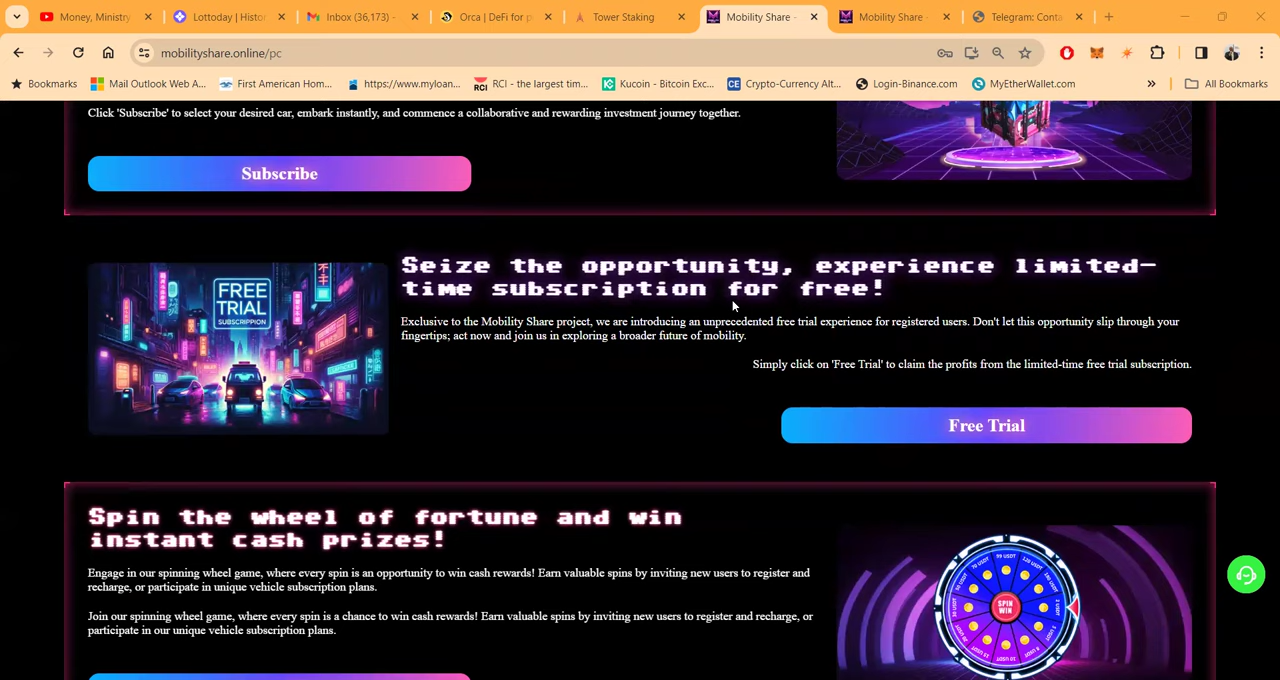 Money, Ministry
Lottoday | Histor
Inbox (36,173) -
Orca | DeFi for p
Tower Staking
Mobility Share -
Mobility Share -
Telegram: Conta
mobilityshare.online/pc
Bookmarks
Mail Outlook Web A...
First American Hom...
https://www.myloan...
RCI - the largest tim...
Kucoin - Bitcoin Exc...
Crypto-Currency Alt...
Login-Binance.com
MyEtherWallet.com
»
All Bookmarks
Click 'Subscribe' to select your desired car, embark instantly, and commence a collaborative and rewarding investment journey together.
Subscribe
FREE
TRIAL
SUBSCRIPPION
Seize the opportunity, experience limited-
time subscription for free!
Exclusive to the Mobility Share project, we are introducing an unprecedented free trial experience for registered users. Don't let this opportunity slip through your
fingertips; act now and join us in exploring a broader future of mobility.
Simply click on 'Free Trial' to claim the profits from the limited-time free trial subscription.
Free Trial
Spin the wheel of fortune and win
instant cash prizes!
Engage in our spinning wheel game, where every spin is an opportunity to win cash rewards! Earn valuable spins by inviting new users to register and
recharge, or participate in unique vehicle subscription plans.
Join our spinning wheel game, where every spin is a chance to win cash rewards! Earn valuable spins by inviting new users to register and recharge, or
participate in our unique vehicle subscription plans.
99 USDT
SPIN
WIN